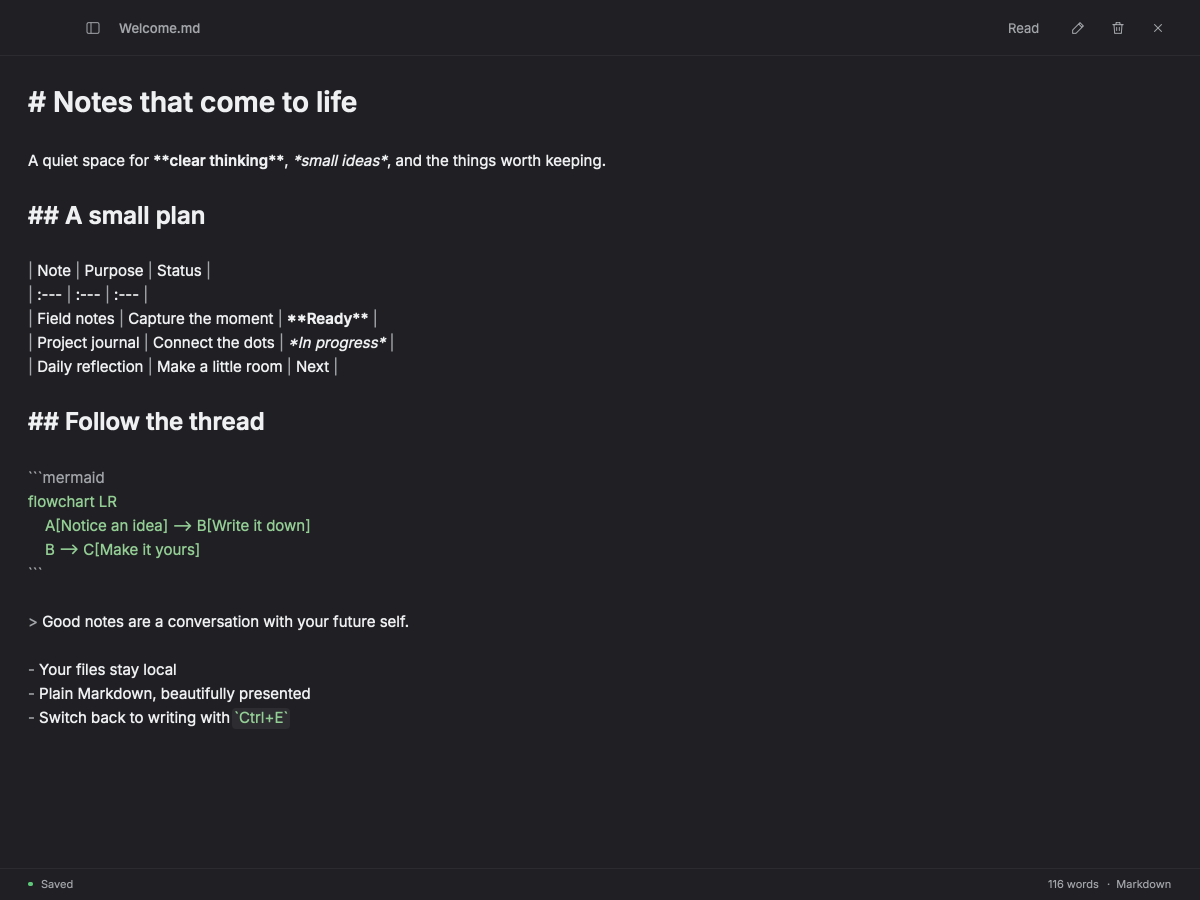 Welcome.md
Read
# Notes that come to life
A quiet space for **clear thinking**, *small ideas*, and the things worth keeping.
## A small plan
| Note | Purpose | Status |
| :--- | :--- | :--- |
| Field notes | Capture the moment | **Ready** |
| Project journal | Connect the dots | *In progress* |
| Daily reflection | Make a little room | Next |
## Follow the thread
```mermaid
flowchart LR
    A[Notice an idea] --> B[Write it down]
    B --> C[Make it yours]
```
> Good notes are a conversation with your future self.
- Your files stay local
- Plain Markdown, beautifully presented
- Switch back to writing with `Ctrl+E`
Saved
116 words · Markdown